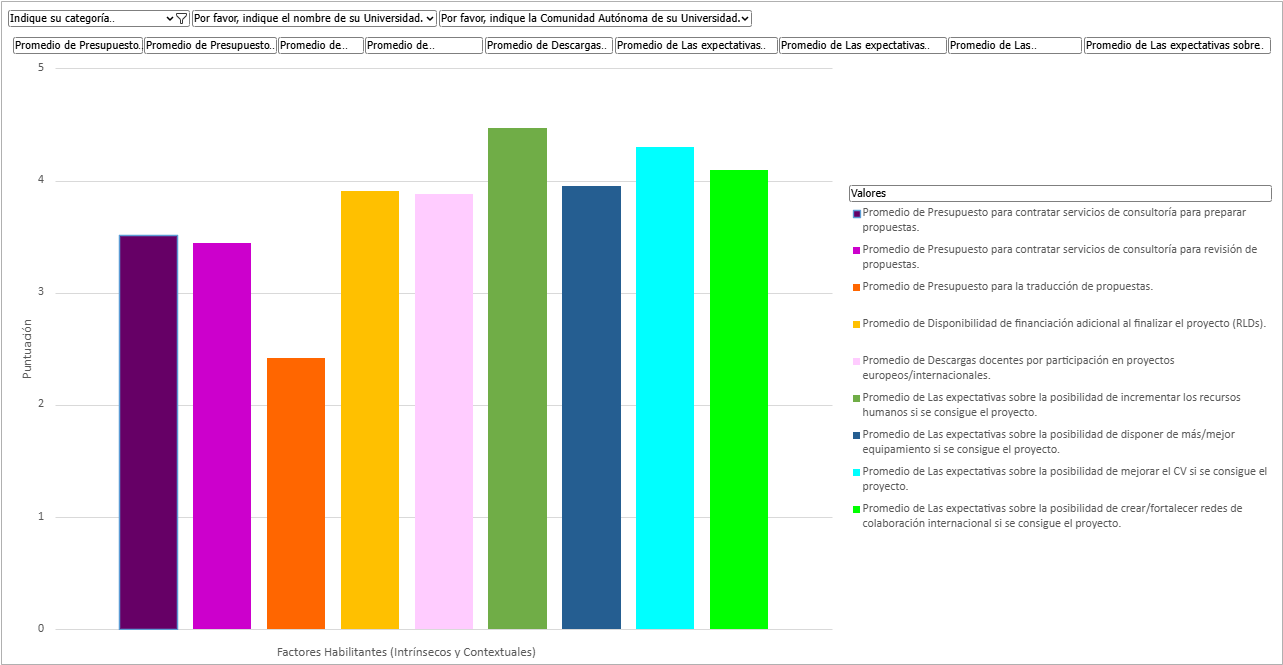 Indique su categoría..
Por favor, indique el nombre de su Universidad.
Por favor, indique la Comunidad Autónoma de su Universidad.
Promedio de Presupuesto.
Promedio de Presupuesto..
Promedio de..
Promedio de..
Promedio de Descargas..
Promedio de Las expectativas..
Promedio de Las expectativas..
Promedio de Las..
Promedio de Las expectativas sobre..
5
4
3
2
1
0
Puntuación
Factores Habilitantes (Intrínsecos y Contextuales)
Valores
Promedio de Presupuesto para contratar servicios de consultoría para preparar
propuestas.
Promedio de Presupuesto para contratar servicios de consultoría para revisión de
propuestas.
Promedio de Presupuesto para la traducción de propuestas.
Promedio de Disponibilidad de financiación adicional al finalizar el proyecto (RLDs).
Promedio de Descargas docentes por participación en proyectos
europeos/internacionales.
Promedio de Las expectativas sobre la posibilidad de incrementar los recursos
humanos si se consigue el proyecto.
Promedio de Las expectativas sobre la posibilidad de disponer de más/mejor
equipamiento si se consigue el proyecto.
Promedio de Las expectativas sobre la posibilidad de mejorar el CV si se consigue el
proyecto.
Promedio de Las expectativas sobre la posibilidad de crear/fortalecer redes de
colaboración internacional si se consigue el proyecto.